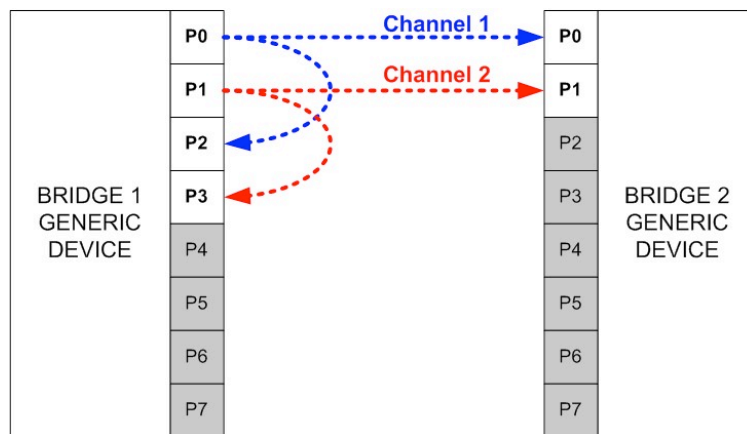 P0
Channel 1
P0
P1
Channel 2
P1
P2
P2
BRIDGE 1
GENERIC
DEVICE
P3
P3
BRIDGE 2
GENERIC
DEVICE
P4
P4
P5
P5
P6
P6
P7
P7